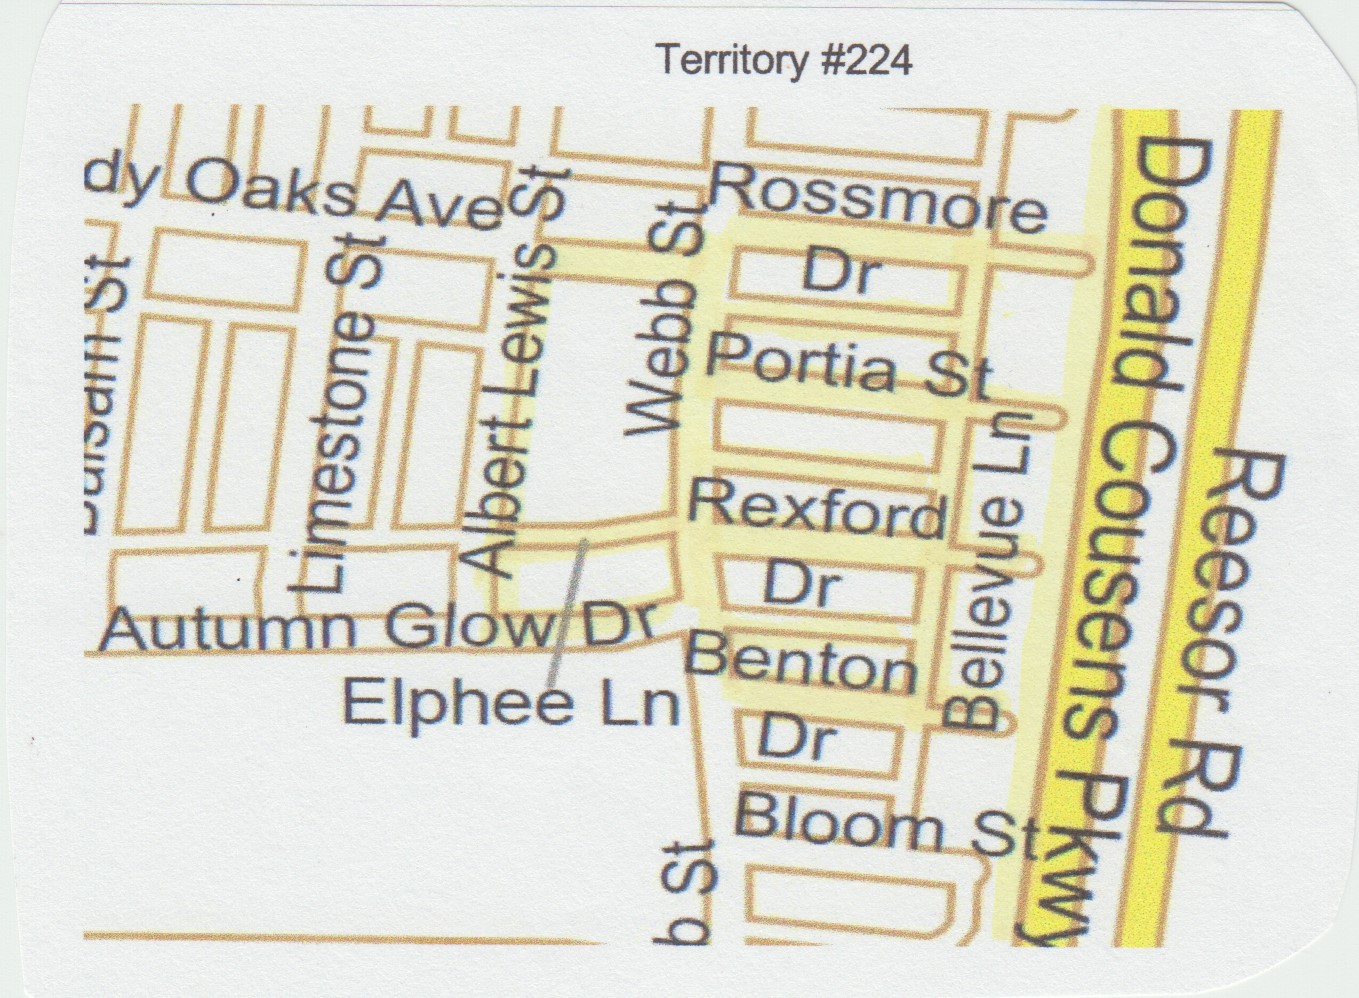 Territory #224
dy Oaks Ave
Albert Lewis St
Webb St
Rossmore
Dr
Limestone St
Portia St
Bellevue Ln
Rexford
Dr
Autumn Glow Dr
Elphee Ln
Benton
Dr
Bloom St
b St
Donald Cousens Pkwy
Reesor Rd